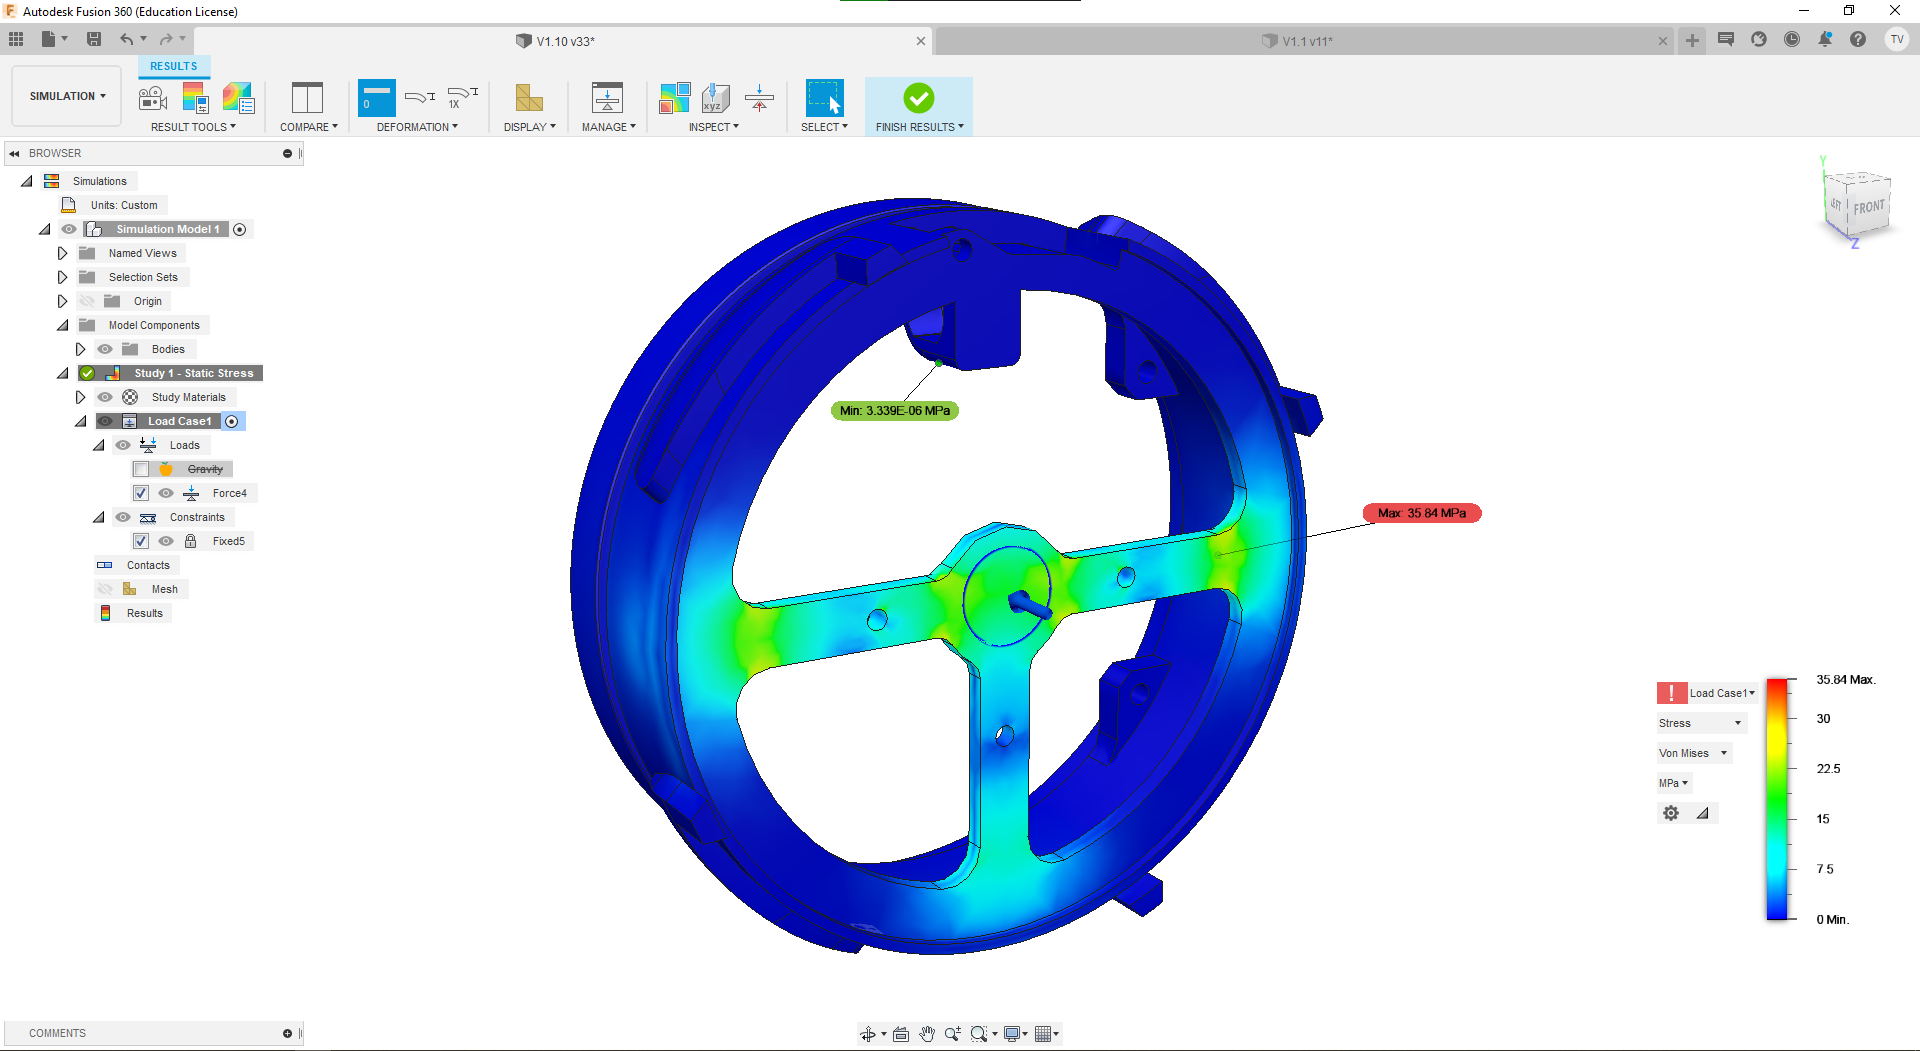 Autodesk Fusion 360 (Education License)
V1.10 v33*
V1.1 v11*
TV
RESULTS
SIMULATION
0
1X
xyz
RESULT TOOLS
COMPARE
DEFORMATION
DISPLAY
MANAGE
INSPECT
SELECT
FINISH RESULTS
BROWSER
Simulations
Units: Custom
Simulation Model 1
Named Views
Selection Sets
Origin
Model Components
Bodies
Study 1 - Static Stress
Study Materials
Load Case1
Loads
Gravity
Force4
Constraints
Fixed5
Contacts
Mesh
Results
Y
LEFT
FRONT
Z
Min: 3.339E-06 MPa
Max: 35.84 MPa
Load Case1
Stress
Von Mises
MPa
35.84 Max.
30
22.5
15
7.5
0 Min.
COMMENTS